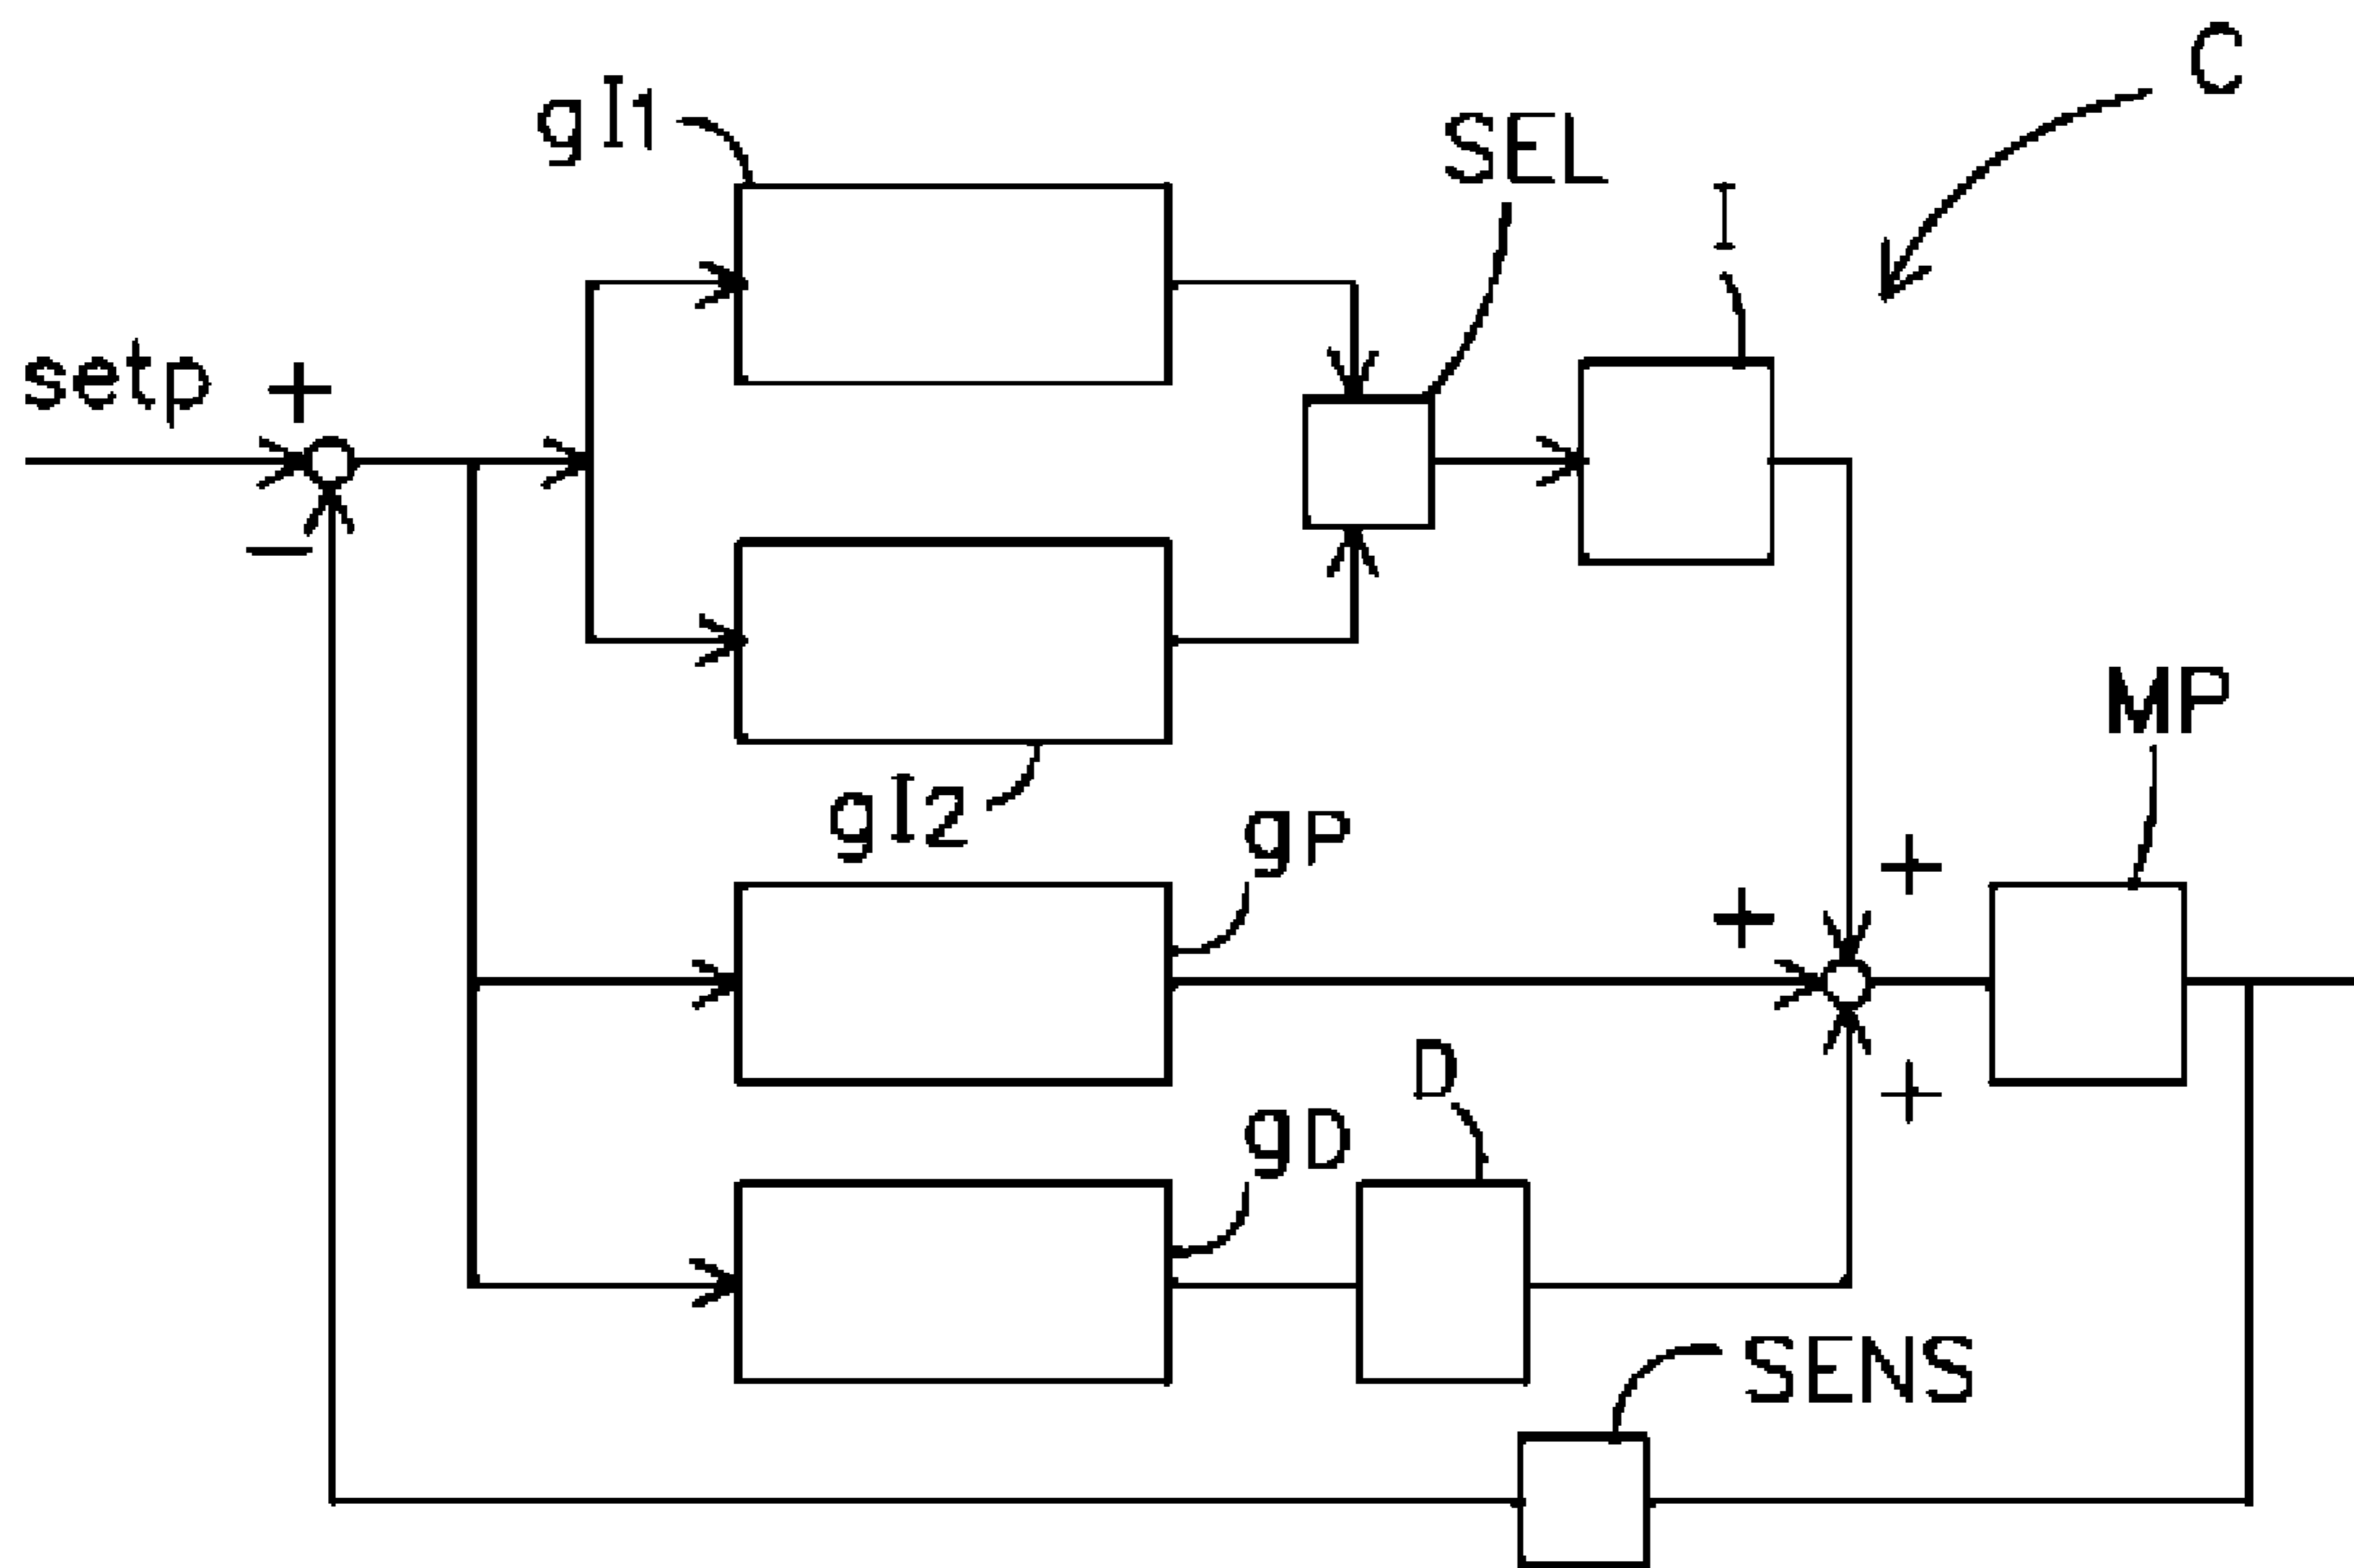 C
gI1
SEL
I
setp
+
−
MP
gI2
gP
+
+
D
+
gD
SENS